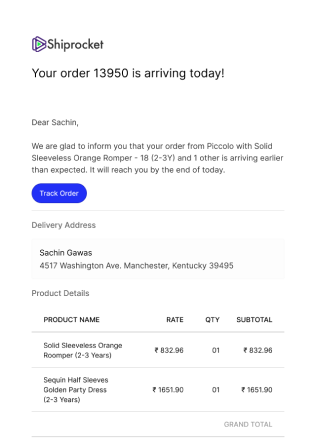 Shiprocket
Your order 13950 is arriving today!
Dear Sachin,
We are glad to inform you that your order from Piccolo with Solid
Sleeveless Orange Romper - 18 (2-3Y) and 1 other is arriving earlier
than expected. It will reach you by the end of today.
Track Order
Delivery Address
Sachin Gawas
4517 Washington Ave. Manchester, Kentucky 39495
Product Details
PRODUCT NAME RATE QTY SUBTOTAL
Solid Sleeveless Orange
Roomper (2-3 Years)
₹ 832.96 01 ₹ 832.96
Sequin Half Sleeves
Golden Party Dress
(2-3 Years)
₹ 1651.90 01 ₹ 1651.90
GRAND TOTAL